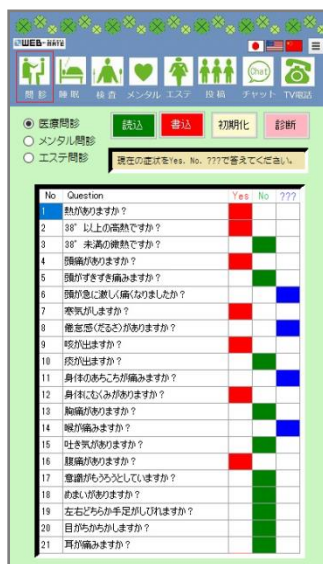 WEB-HAYE
問診 睡眠 検査 メンタル エステ 投稿 チャット TV電話
Chat
医療問診
メンタル問診
エステ問診
読込 書込 初期化 診断
現在の症状をYes, No, ???で答えてください。
No Question Yes No ???
1 熱がありますか？
2 38°以上の高熱ですか？
3 38°未満の微熱ですか？
4 頭痛がありますか？
5 頭がずきずき痛みますか？
6 頭が急に激しく痛くなりましたか？
7 寒気がしますか？
8 倦怠感(だるさ)がありますか？
9 咳が出ますか？
10 痰が出ますか？
11 身体のあちこちが痛みますか？
12 身体にむくみがありますか？
13 胸痛がありますか？
14 喉が痛みますか？
15 吐き気がありますか？
16 腹痛がありますか？
17 意識がもうろうとしていますか？
18 めまいがありますか？
19 左右どちらか手足がしびれますか？
20 目がちかちかしますか？
21 耳が痛みますか？